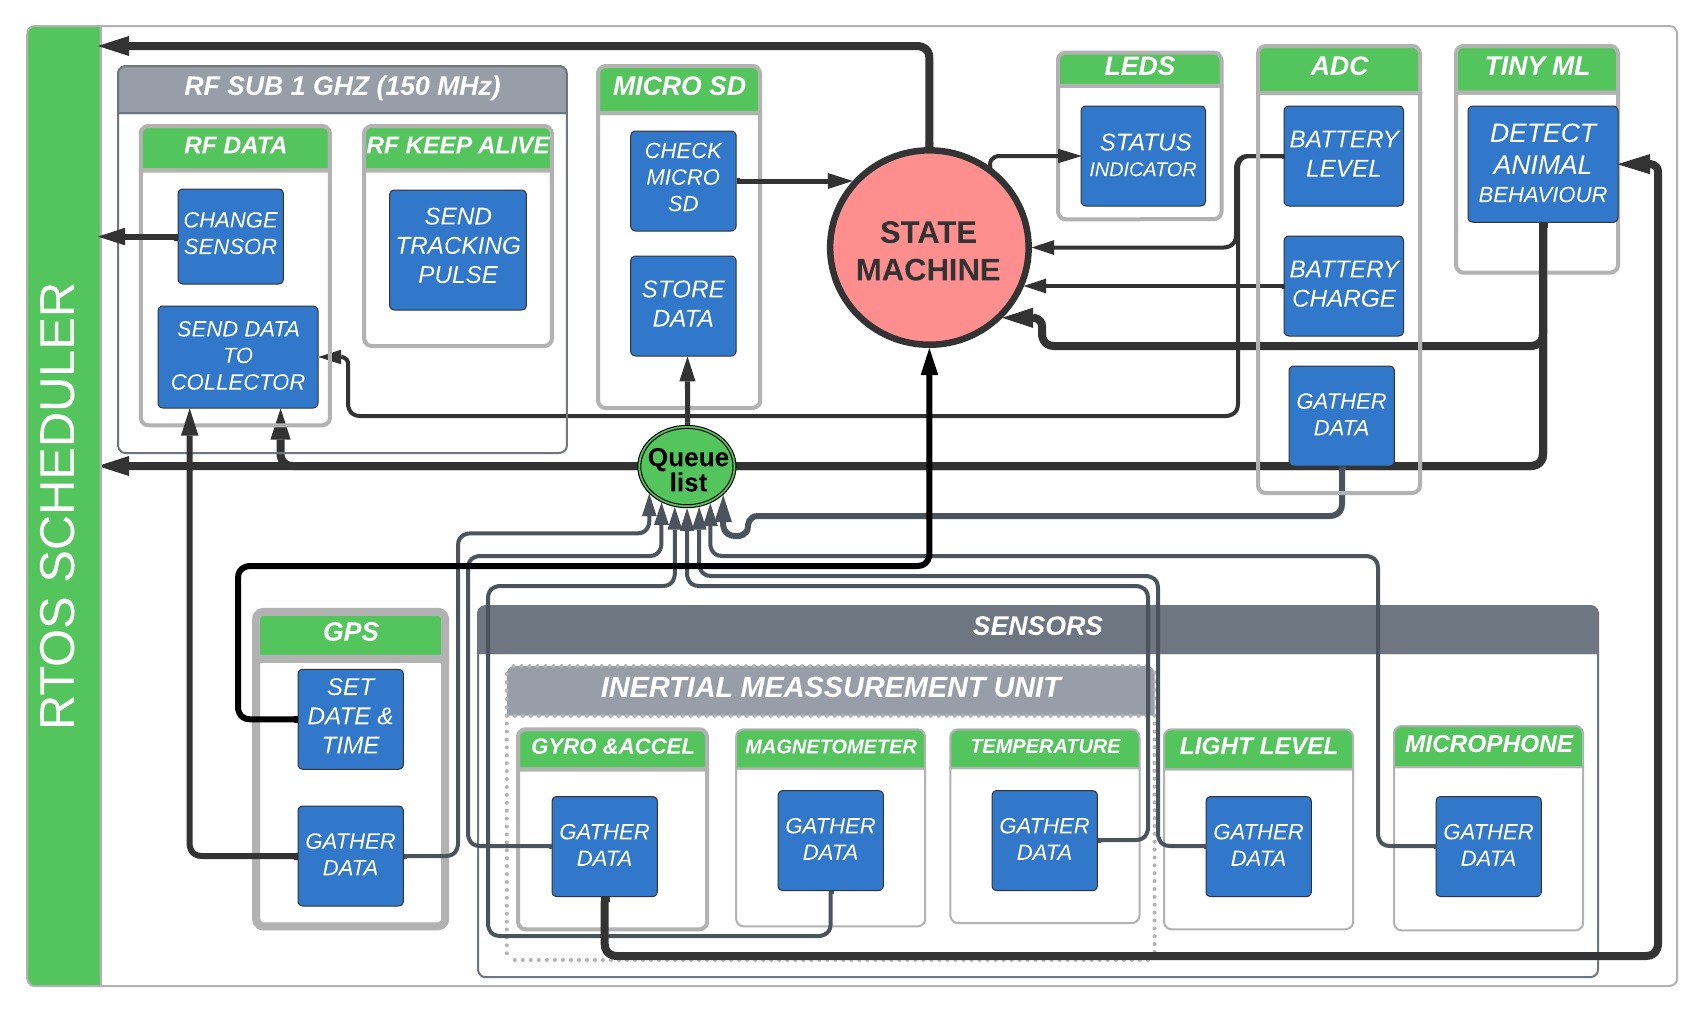 RTOS SCHEDULER
RF SUB 1 GHZ (150 MHz)
RF DATA
CHANGE
SENSOR
SEND DATA
TO
COLLECTOR
RF KEEP ALIVE
SEND
TRACKING
PULSE
MICRO SD
CHECK
MICRO
SD
STORE
DATA
STATE
MACHINE
LEDS
STATUS
INDICATOR
ADC
BATTERY
LEVEL
BATTERY
CHARGE
GATHER
DATA
TINY ML
DETECT
ANIMAL
BEHAVIOUR
Queue
list
GPS
SET
DATE &
TIME
GATHER
DATA
SENSORS
INERTIAL MEASSUREMENT UNIT
GYRO &ACCEL
GATHER
DATA
MAGNETOMETER
GATHER
DATA
TEMPERATURE
GATHER
DATA
LIGHT LEVEL
GATHER
DATA
MICROPHONE
GATHER
DATA